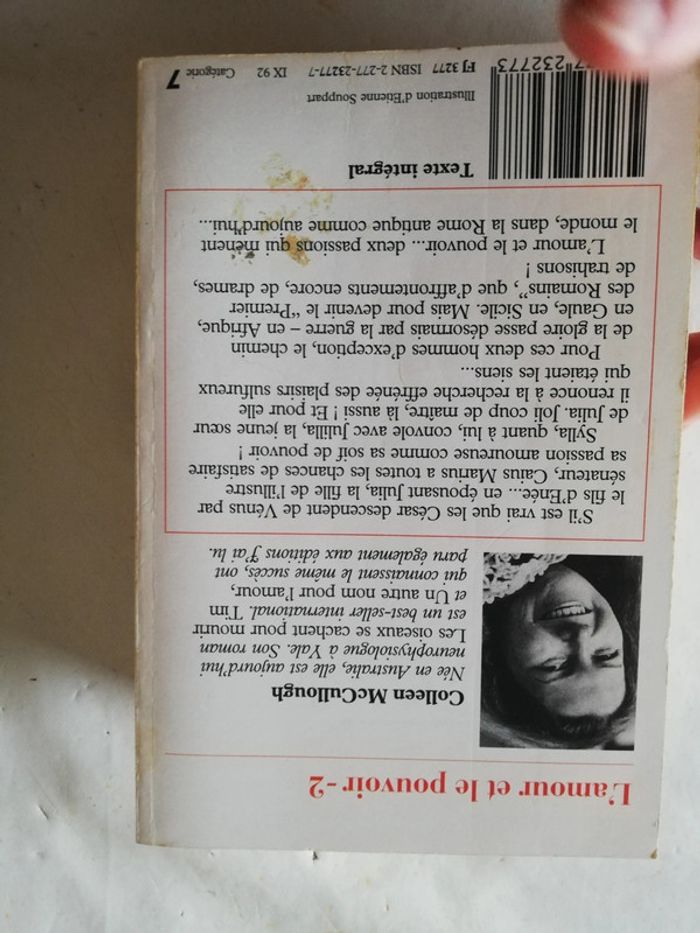 L'amour et le pouvoir-2
Colleen McCullough
Née en Australie, elle est aujourd'hui
neurophysiologue à Yale. Son roman
Les oiseaux se cachent pour mourir
est un best-seller international. Tim
et Un autre nom pour l'amour,
qui connaissent le même succès, ont
paru également aux éditions J'ai lu.
S'il est vrai que les César descendent de Vénus par
le fils d'Enée... en épousant Julia, la fille de l'illustre
sénateur, Caius Marius a toutes les chances de satisfaire
sa passion amoureuse comme sa soif de pouvoir !
Sylla, quant à lui, convole avec Julilla, la jeune sœur
de Julia. Joli coup de maître, là aussi ! Et pour elle
il renonce à la recherche effrénée des plaisirs sulfureux
qui étaient les siens...
Pour ces deux hommes d'exception, le chemin
de la gloire passe désormais par la guerre – en Afrique,
en Gaule, en Sicile. Mais pour devenir le "Premier
des Romains", que d'affrontements encore, de drames,
de trahisons !
L'amour et le pouvoir... deux passions qui mènent
le monde, dans la Rome antique comme aujourd'hui...
Texte intégral
Illustration d'Etienne Souppart
FJ 3277 ISBN 2-277-23277-7 IX 92 Catégorie 7
7 232773